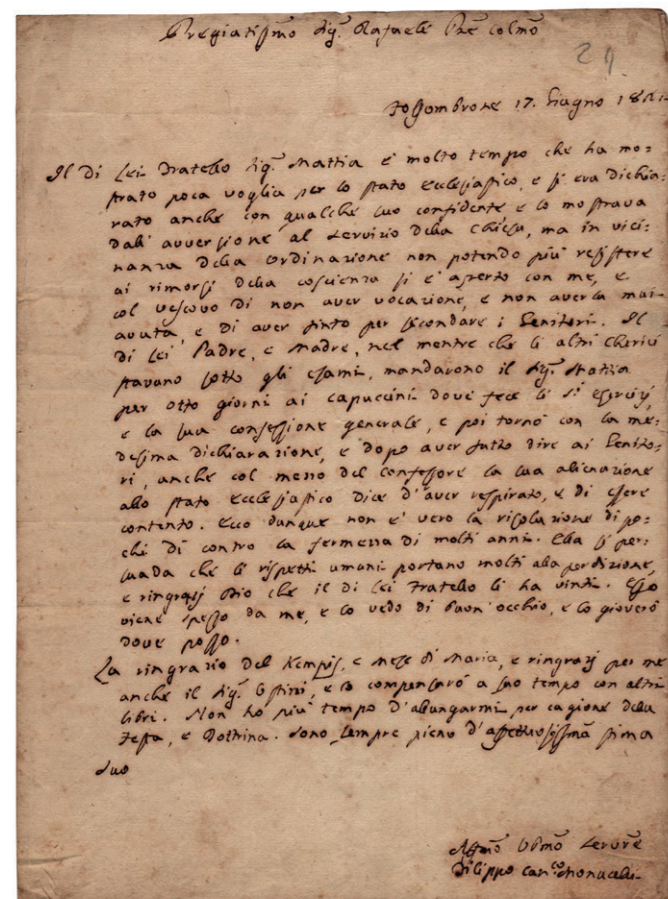 Pregiatissmo Sig.e Rafaele Prne Colmo
24.
Fogombrone 17. Giugno 18
Il di Lei Fratello Sig.e Mattia è molto tempo che ha mo=
strato poca voglia per lo stato ecclesiastico, e si era dichia=
rato anche con qualche suo confidente e lo mostrava
dall' avversione al servizio della Chiesa, ma in vici=
nanza della ordinazione non potendo più resistere
ai rimorsi della coscienza si è aperto con me, e
col vescovo di non aver vocazione, e non averla mai
avuta, e di aver finto per secondare i Genitori. Il
di Lei Padre, e Madre, nel mentre che li altri Cherici
stavano sotto gli esami, mandarono il Sig.e Mattia
per otto giorni ai Capuccini dove fece li SS. Esercizj
e la sua confessione generale, e poi tornò con la me=
desima dichiarazione, e dopo aver fatto dire ai Genito=
ri, anche col mezzo del Confessore la sua alienazione
allo stato ecclesiastico dice d'aver respirato, e di essere
contento. Ecco dunque non è vero la risoluzione di po=
chi dì contro la fermezza di molti anni. Ella si per=
suada che li rispetti umani portano molti alla perdizione,
e ringrazj Dio che il di Lei Fratello li ha vinti. Esso
viene spesso da me, e lo vedo di buon occhio, e lo gioverò
dove posso.
La ringrazio del Kempis, e Mese di Maria, e ringrazj per me
anche il Sig.e, e lo compenserò a suo tempo con altri
libri. Non ho più tempo d'allungarmi per cagione della
Festa, e Dottrina. Sono sempre pieno d'affettuosissima stima
Suo
Affmo Obmo Servre
Filippo Canco Monacelli